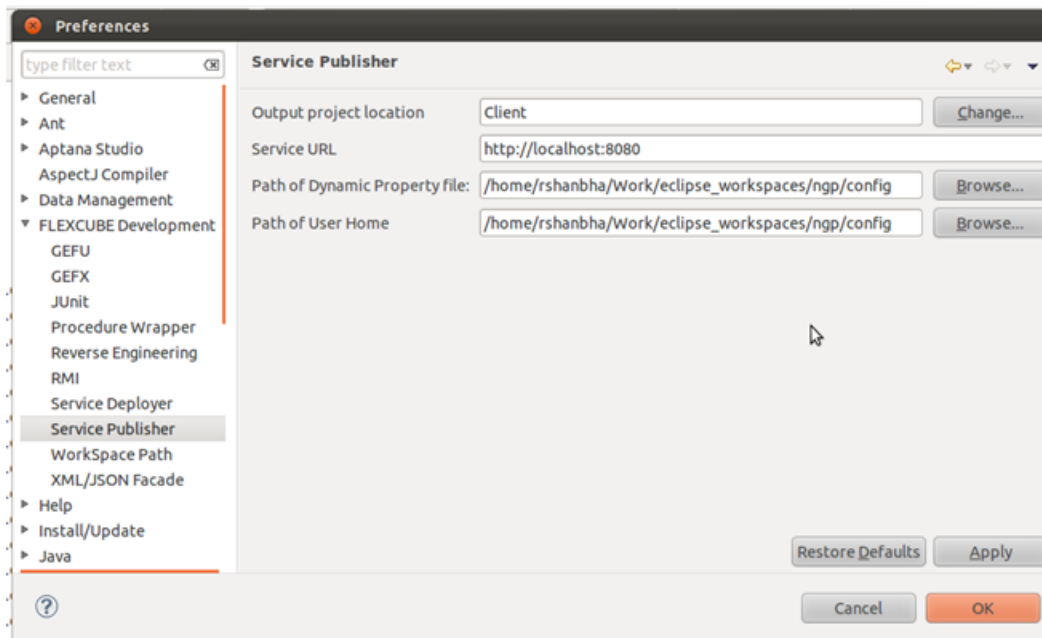 Preferences
type filter text
General
Ant
Aptana Studio
AspectJ Compiler
Data Management
FLEXCUBE Development
GEFU
GEFX
JUnit
Procedure Wrapper
Reverse Engineering
RMI
Service Deployer
Service Publisher
WorkSpace Path
XML/JSON Facade
Help
Install/Update
Java
Service Publisher
Output project location Client Change...
Service URL http://localhost:8080
Path of Dynamic Property file: /home/rshanbha/Work/eclipse_workspaces/ngp/config Browse...
Path of User Home /home/rshanbha/Work/eclipse_workspaces/ngp/config Browse...
Restore Defaults Apply
? Cancel OK